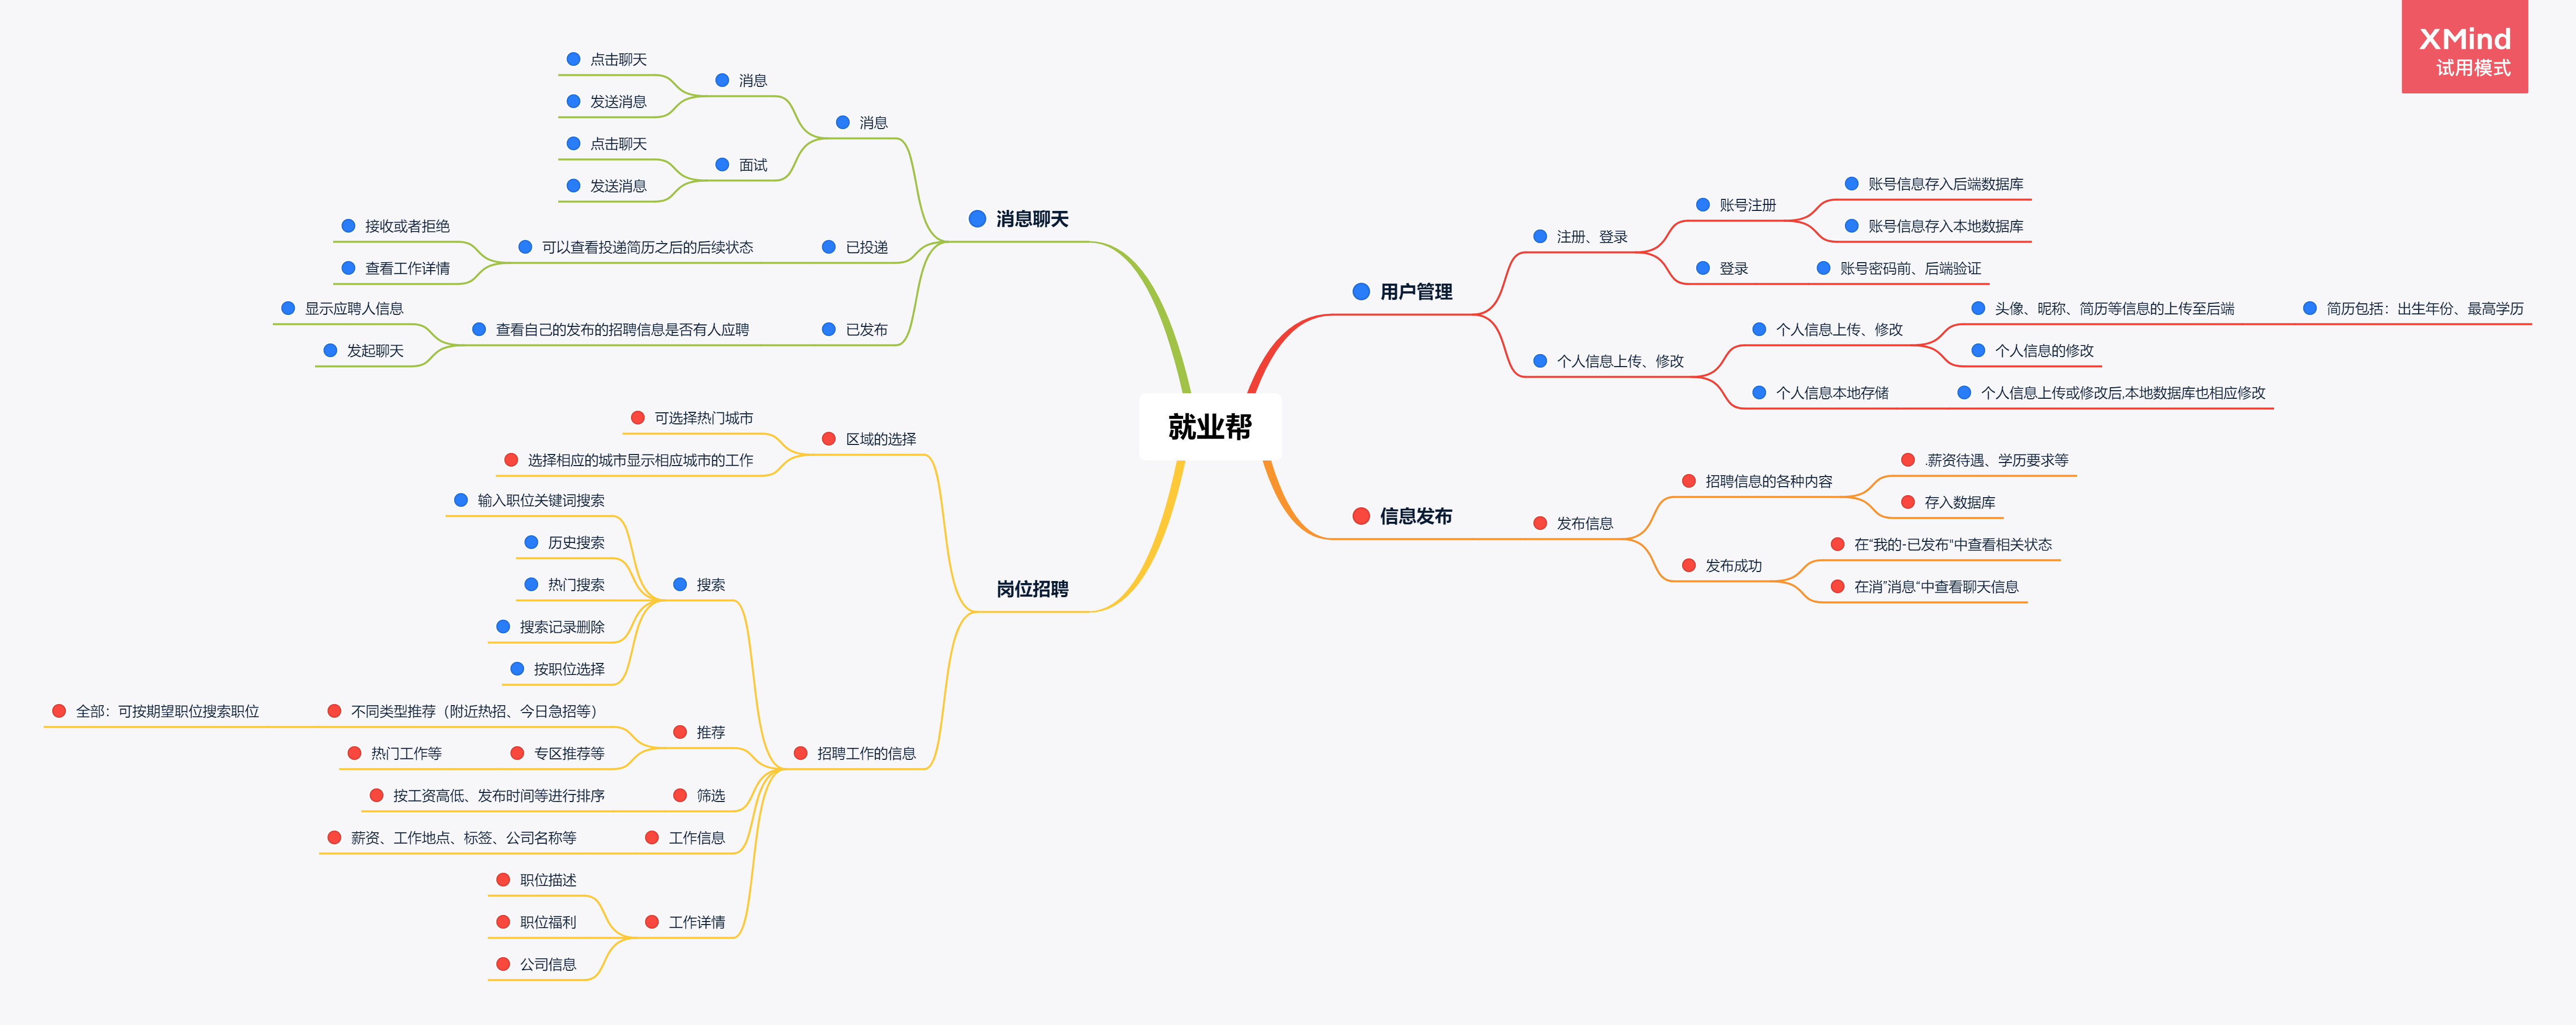 XMind
试用模式
就业帮
用户管理
注册、登录
账号注册
账号信息存入后端数据库
账号信息存入本地数据库
登录
账号密码前、后端验证
个人信息上传、修改
个人信息上传、修改
头像、昵称、简历等信息的上传至后端
简历包括：出生年份、最高学历
个人信息的修改
个人信息本地存储
个人信息上传或修改后,本地数据库也相应修改
信息发布
发布信息
招聘信息的各种内容
.薪资待遇、学历要求等
存入数据库
发布成功
在“我的-已发布“中查看相关状态
在消”消息“中查看聊天信息
岗位招聘
区域的选择
可选择热门城市
选择相应的城市显示相应城市的工作
招聘工作的信息
搜索
输入职位关键词搜索
历史搜索
热门搜索
搜索记录删除
按职位选择
推荐
不同类型推荐（附近热招、今日急招等）
全部：可按期望职位搜索职位
专区推荐等
热门工作等
筛选
按工资高低、发布时间等进行排序
工作信息
薪资、工作地点、标签、公司名称等
工作详情
职位描述
职位福利
公司信息
消息聊天
消息
消息
点击聊天
发送消息
面试
点击聊天
发送消息
已投递
可以查看投递简历之后的后续状态
接收或者拒绝
查看工作详情
已发布
查看自己的发布的招聘信息是否有人应聘
显示应聘人信息
发起聊天